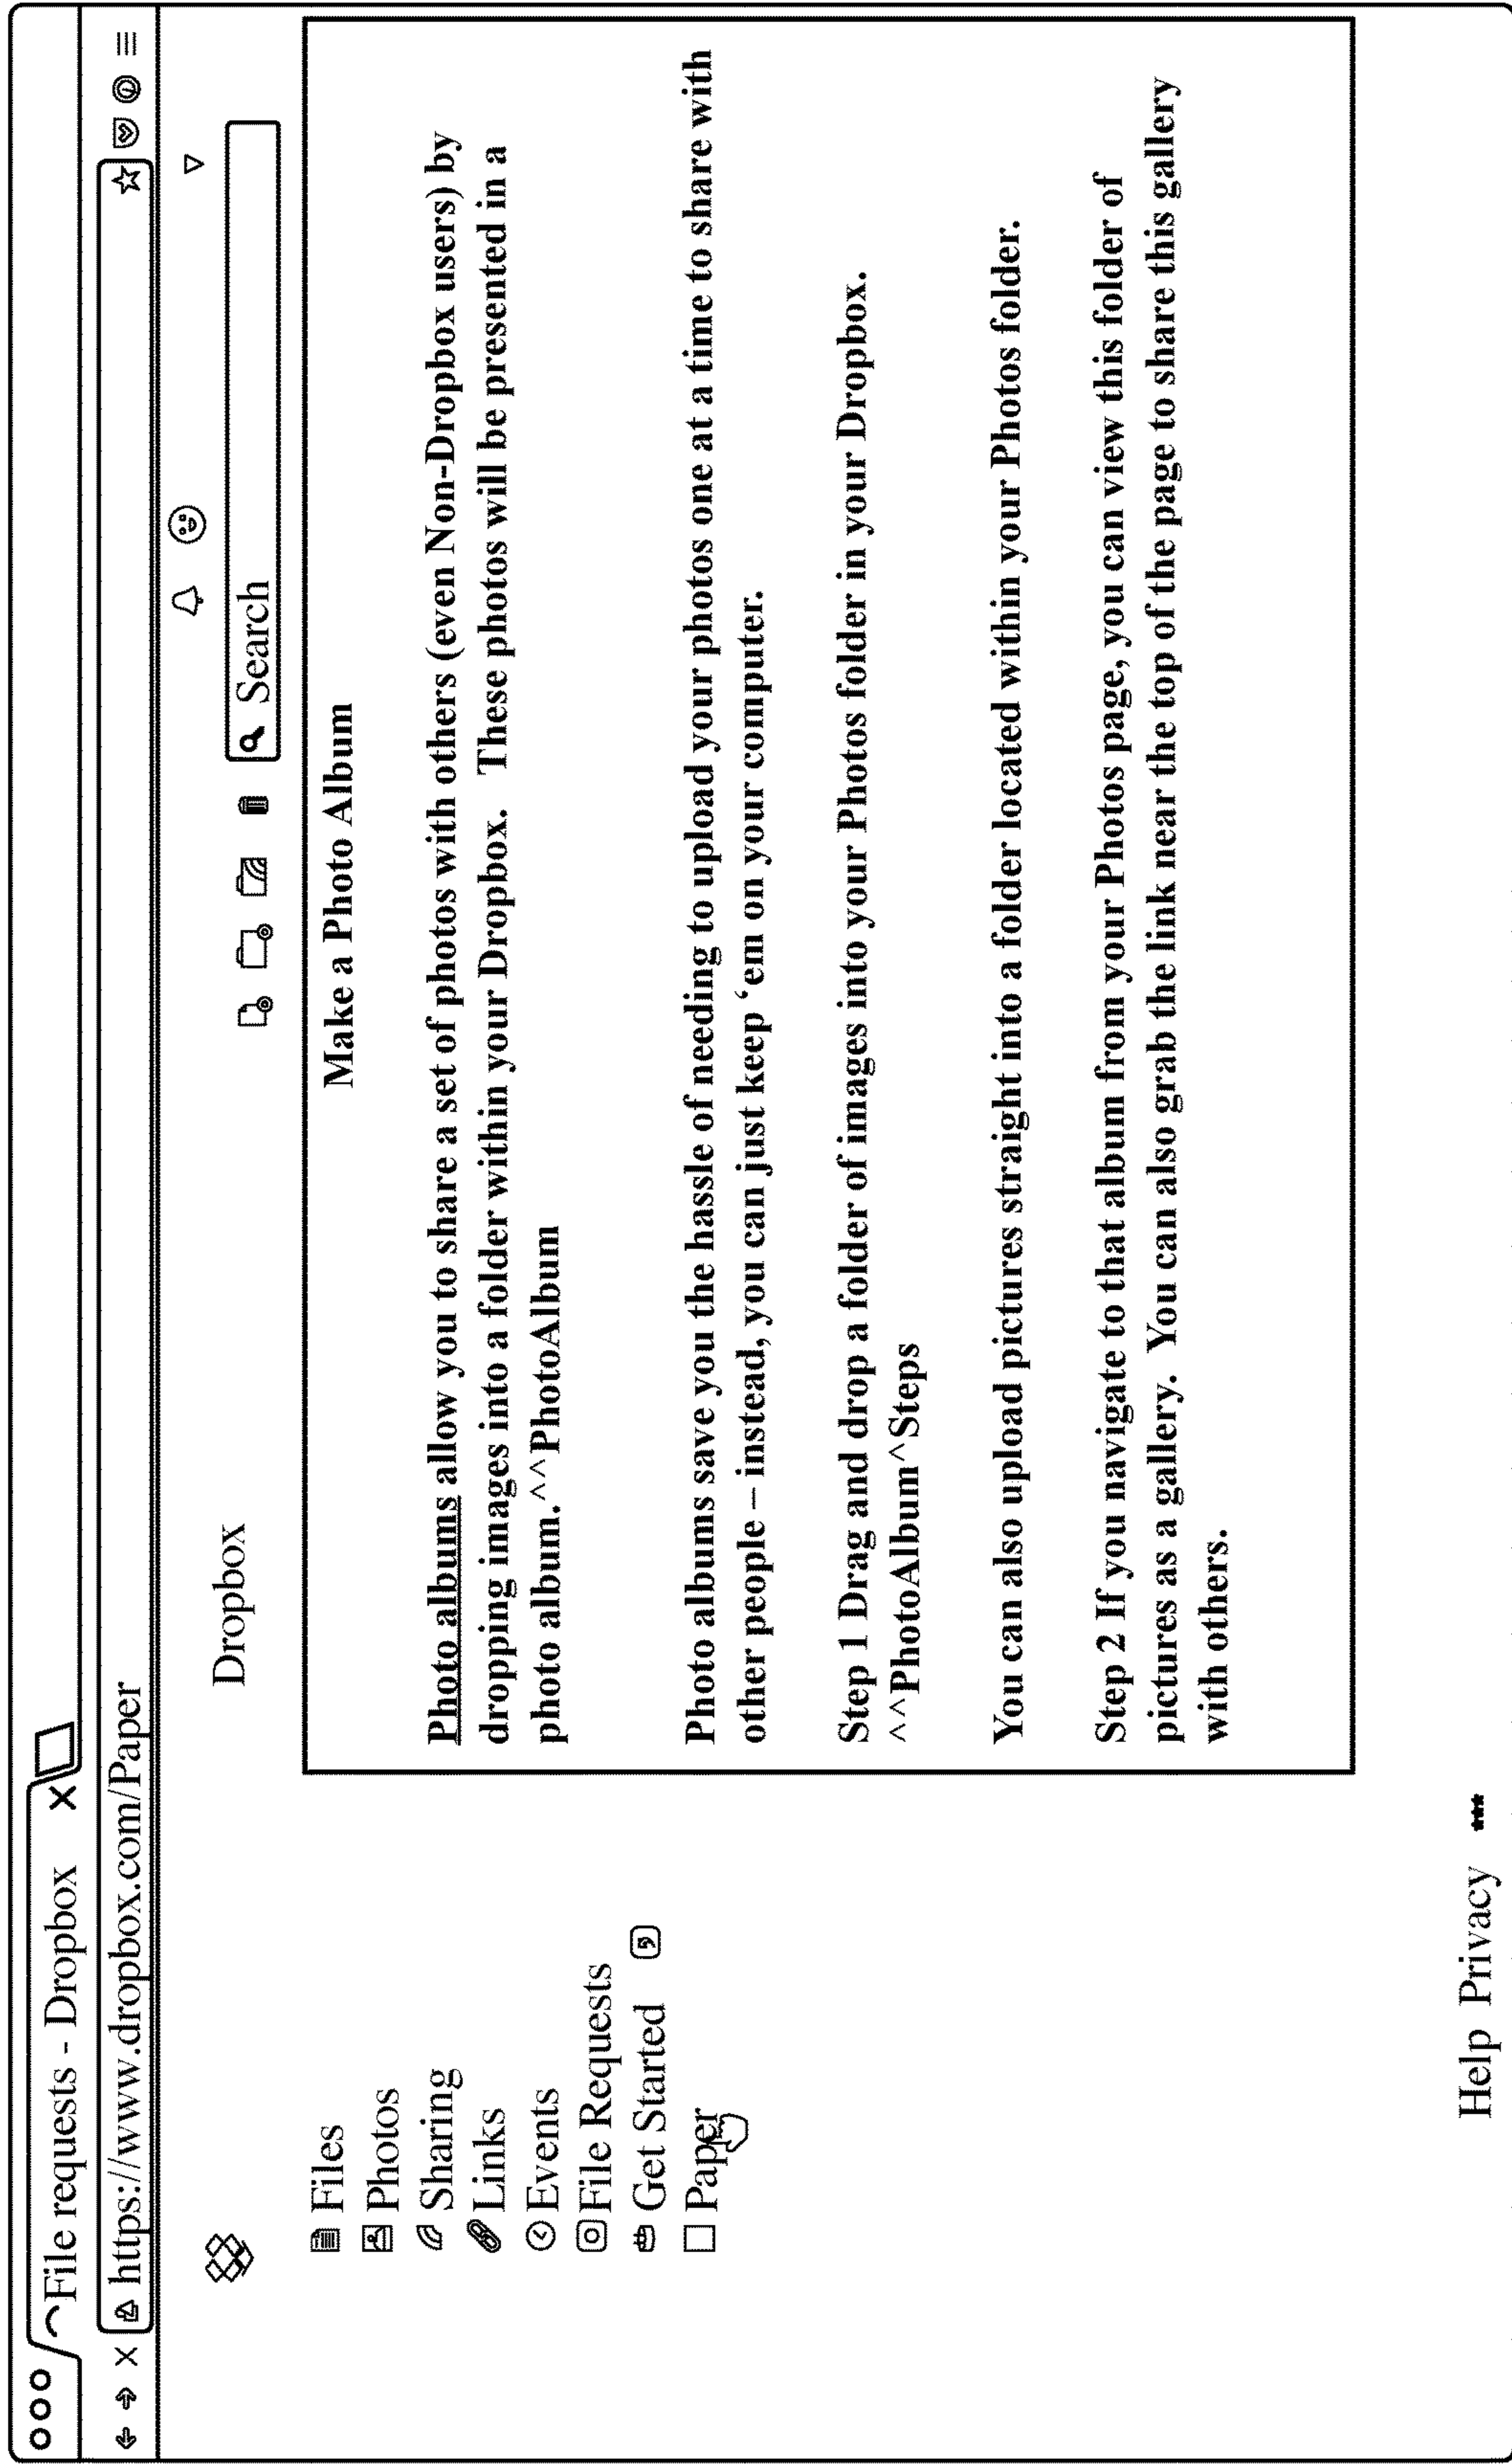 File requests - Dropbox X
https://www.dropbox.com/Paper
Dropbox
Search
Files
Photos
Sharing
Links
Events
File Requests
Get Started
Paper
Make a Photo Album
Photo albums allow you to share a set of photos with others (even Non-Dropbox users) by
dropping images into a folder within your Dropbox. These photos will be presented in a
photo album.^^PhotoAlbum
Photo albums save you the hassle of needing to upload your photos one at a time to share with
other people – instead, you can just keep ‘em on your computer.
Step 1 Drag and drop a folder of images into your Photos folder in your Dropbox.
^^PhotoAlbum^Steps
You can also upload pictures straight into a folder located within your Photos folder.
Step 2 If you navigate to that album from your Photos page, you can view this folder of
pictures as a gallery. You can also grab the link near the top of the page to share this gallery
with others.
Help Privacy